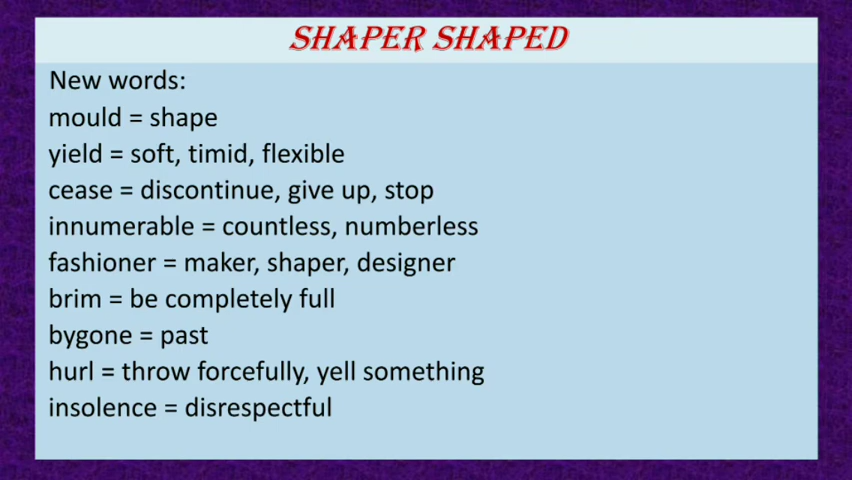 SHAPER SHAPED
New words:
mould = shape
yield = soft, timid, flexible
cease = discontinue, give up, stop
innumerable = countless, numberless
fashioner = maker, shaper, designer
brim = be completely full
bygone = past
hurl = throw forcefully, yell something
insolence = disrespectful